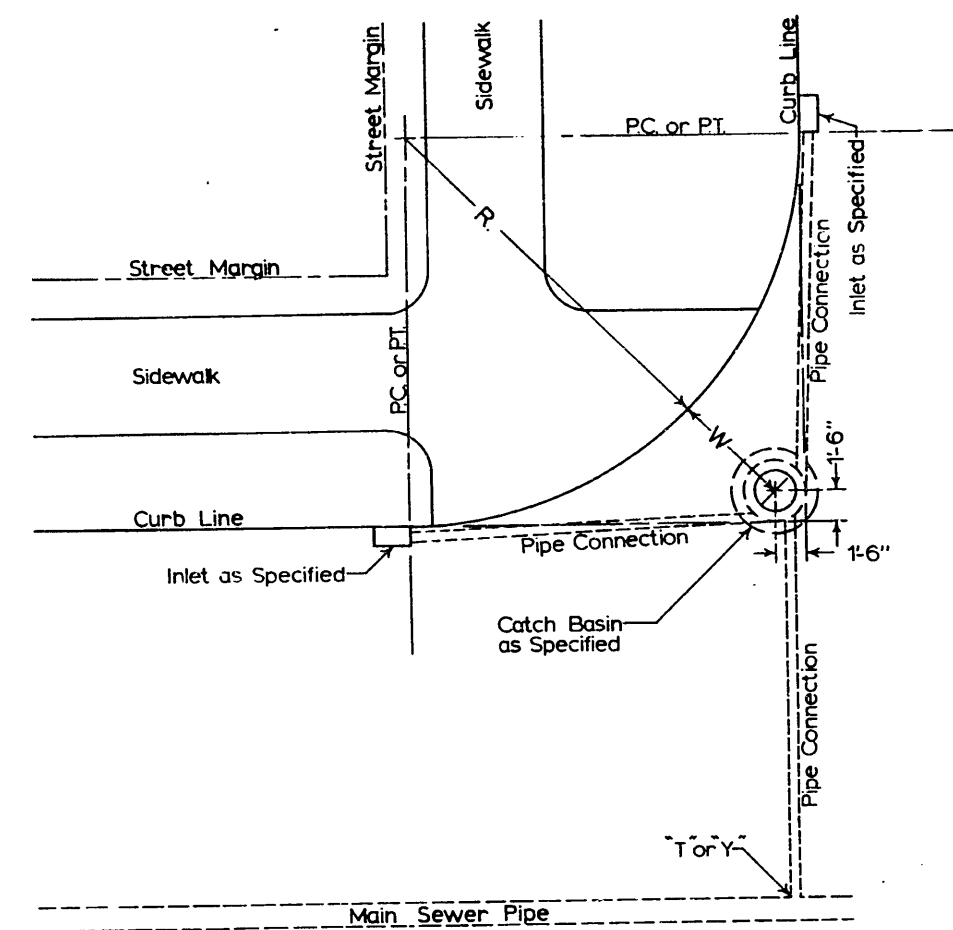 Street Margin
Sidewalk
Curb Line
P.C. or P.T.
Inlet as Specified
R.
Street Margin
Pipe Connection
P.C. or P.T.
Sidewalk
W
1'-6"
Curb Line
Pipe Connection
1'-6"
Inlet as Specified
Catch Basin
as Specified
Pipe Connection
"T" or "Y"
Main Sewer Pipe